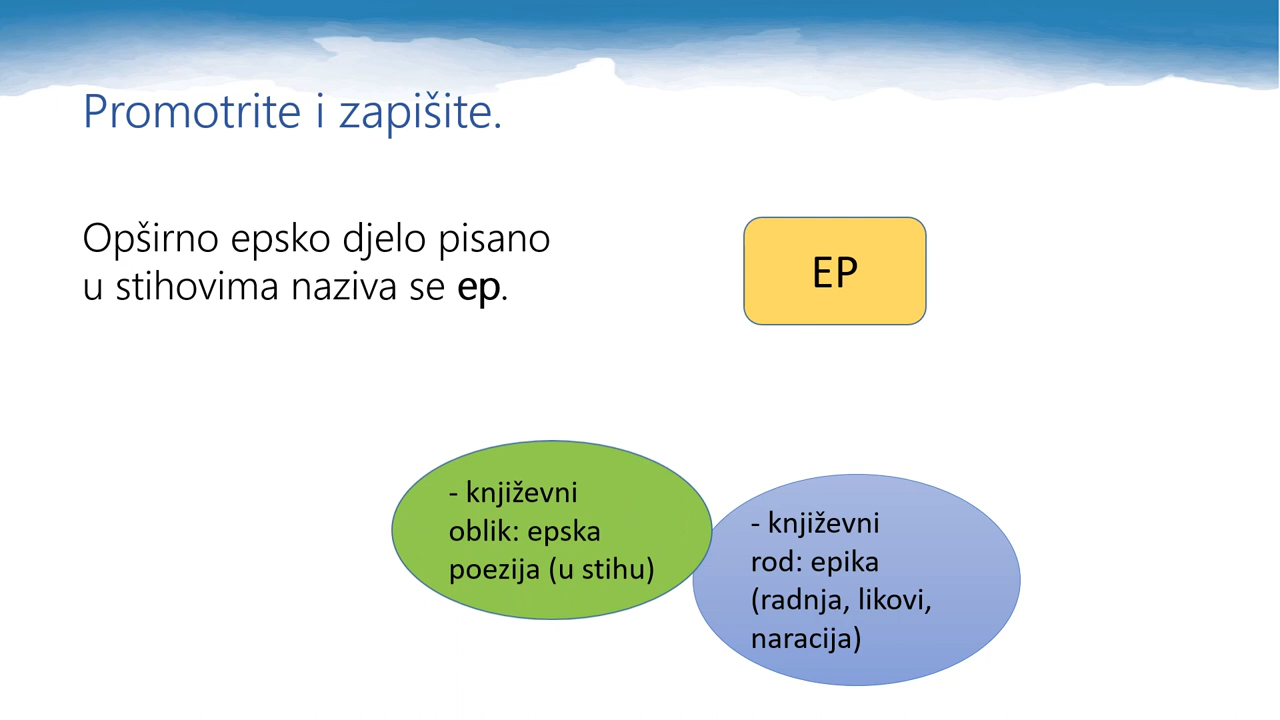 Promotrite i zapišite.
Opširno epsko djelo pisano
u stihovima naziva se ep.
EP
- književni
oblik: epska
poezija (u stihu)
- književni
rod: epika
(radnja, likovi,
naracija)